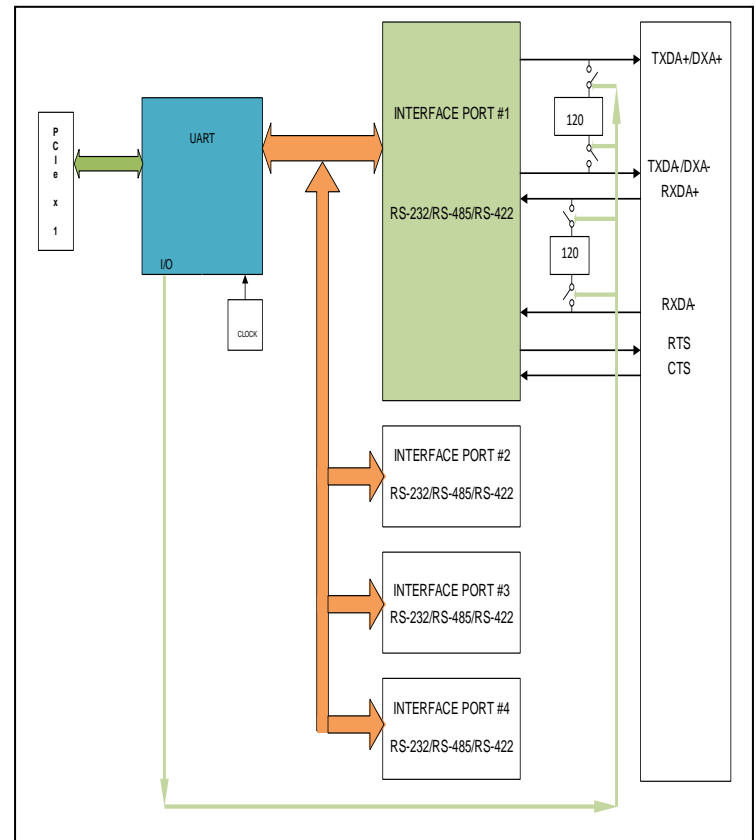 PCIe x1
UART
I/O
CLOCK
INTERFACE PORT #1
RS-232/RS-485/RS-422
120
120
TXDA+/DXA+
TXDA-/DXA-
RXDA+
RXDA-
RTS
CTS
INTERFACE PORT #2
RS-232/RS-485/RS-422
INTERFACE PORT #3
RS-232/RS-485/RS-422
INTERFACE PORT #4
RS-232/RS-485/RS-422